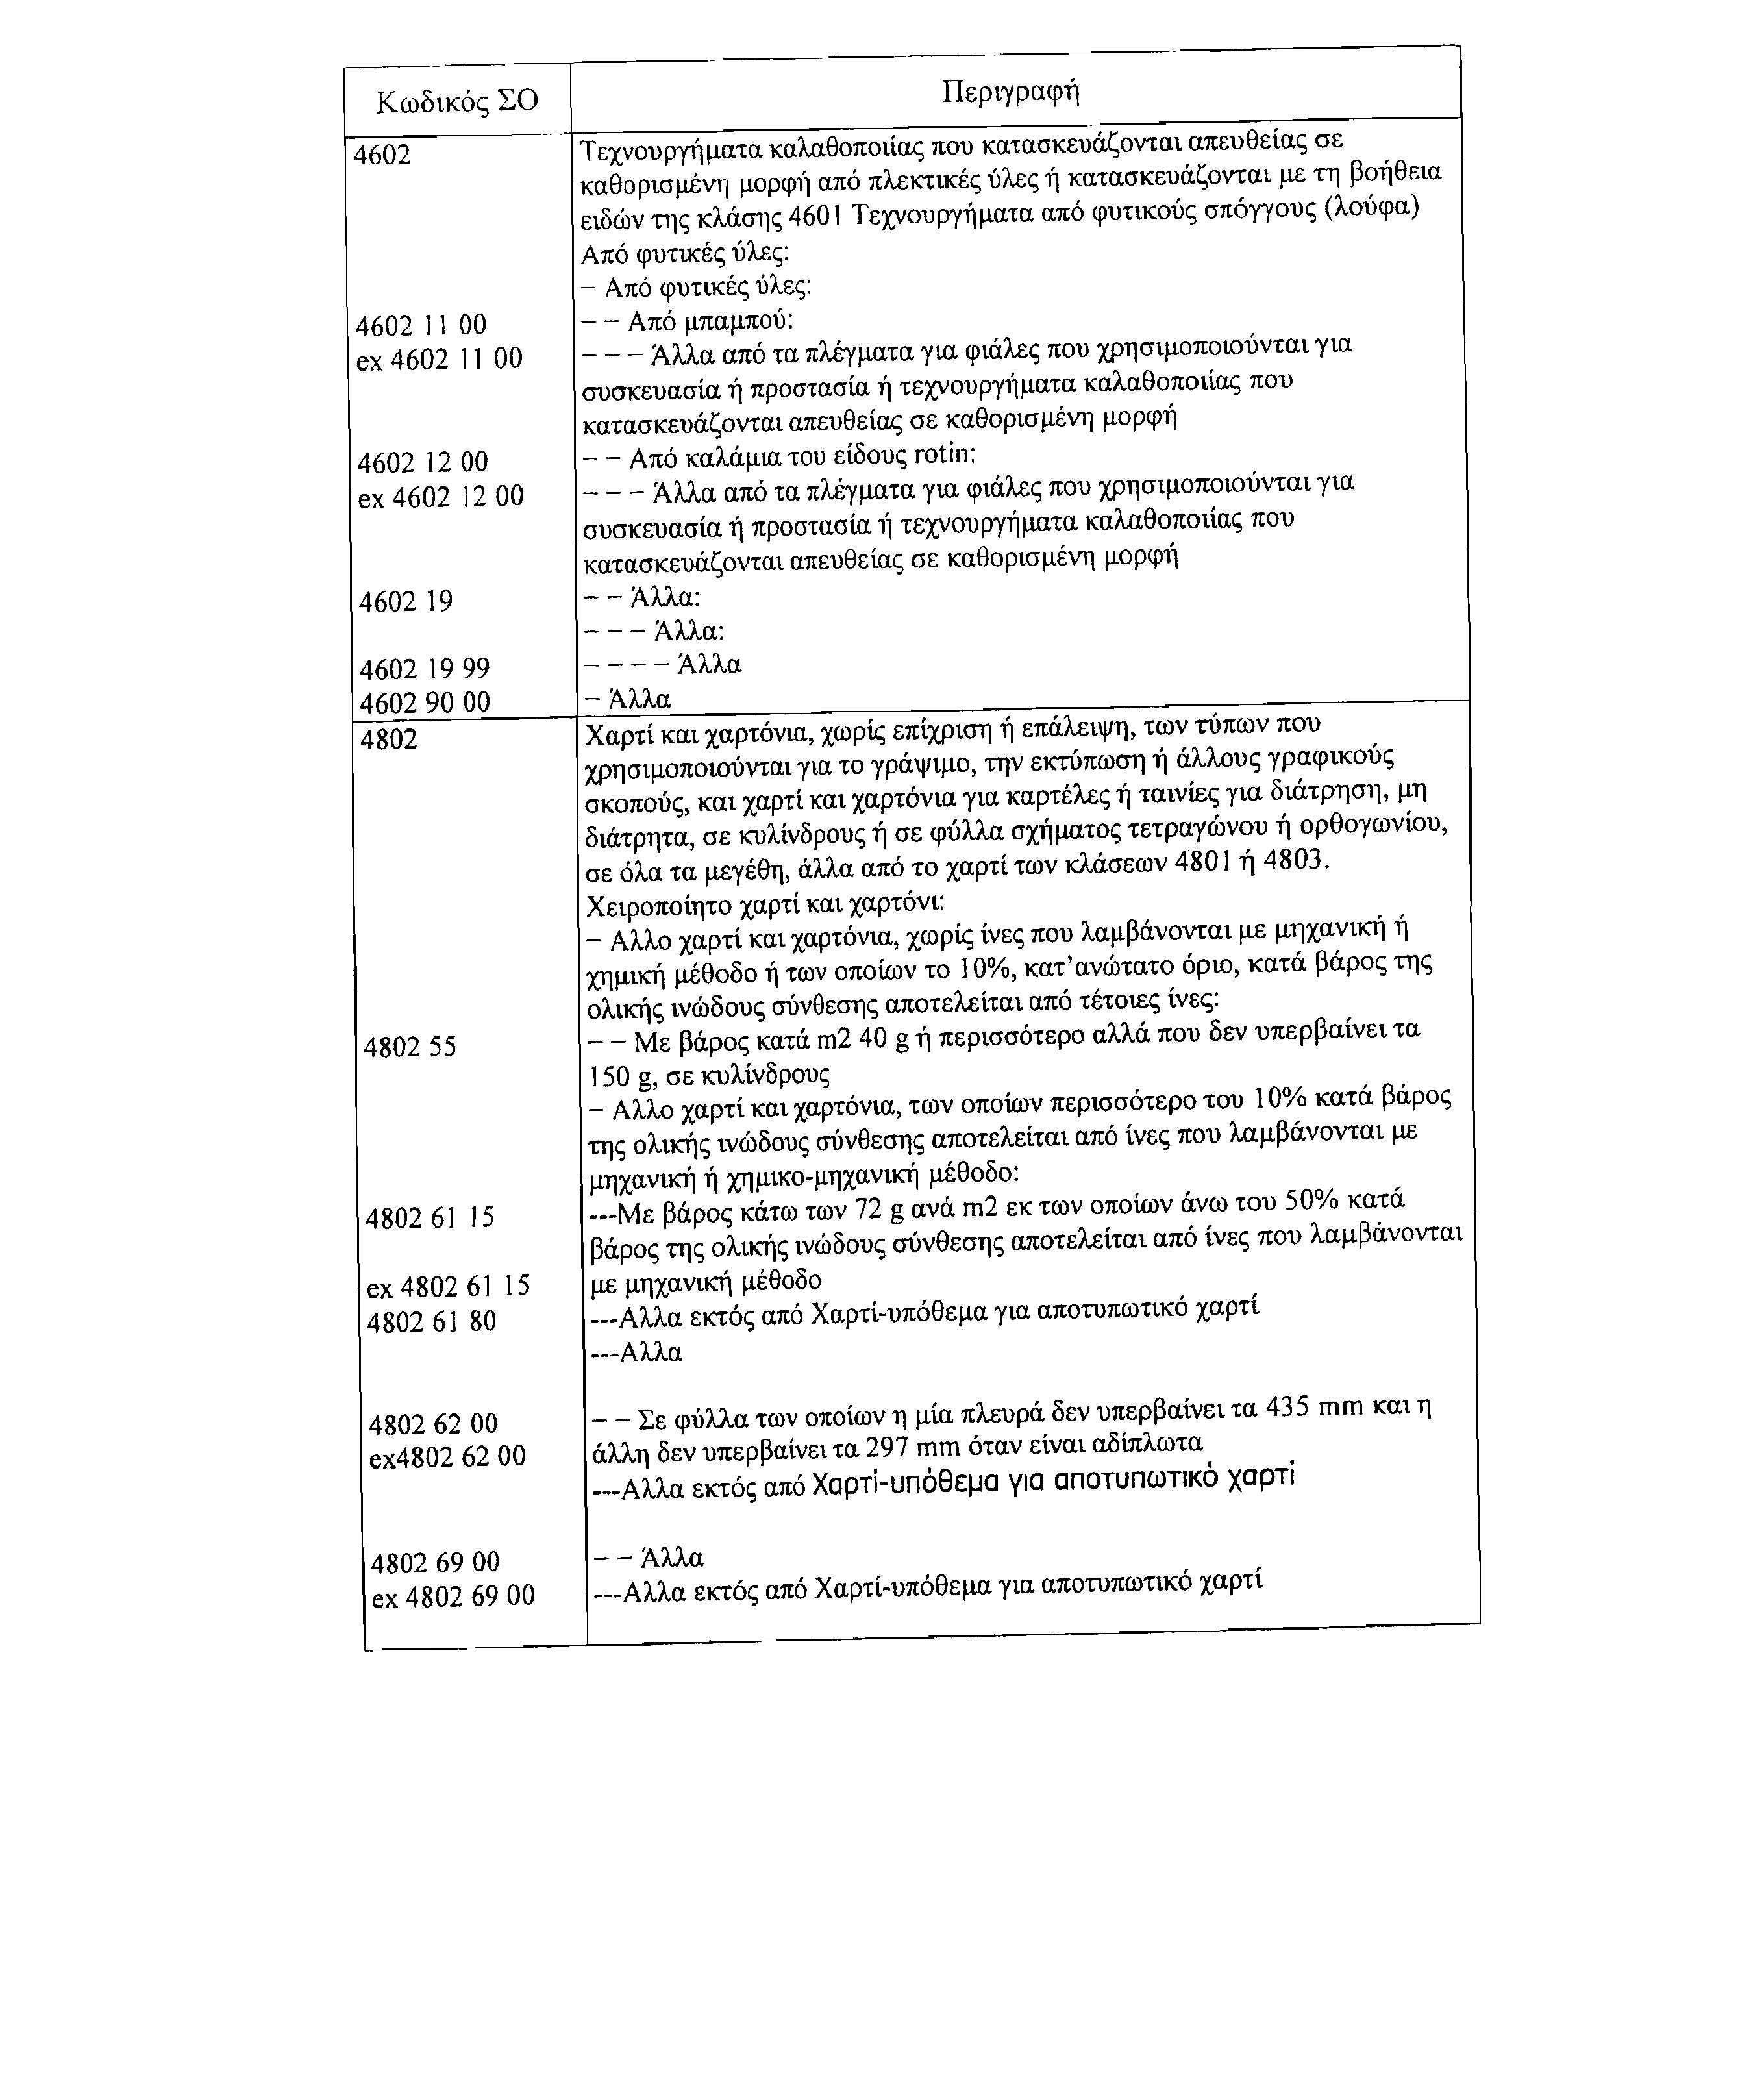 Κωδικός ΣΟ Περιγραφή
4602 Τεχνουργήματα καλαθοποιίας που κατασκευάζονται απευθείας σε
καθορισμένη μορφή από πλεκτικές ύλες ή κατασκευάζονται με τη βοήθεια
ειδών της κλάσης 4601 Τεχνουργήματα από φυτικούς σπόγγους (λούφα)
Από φυτικές ύλες:
– Από φυτικές ύλες:
4602 11 00 – – Από μπαμπού:
ex 4602 11 00 – – – Άλλα από τα πλέγματα για φιάλες που χρησιμοποιούνται για
συσκευασία ή προστασία ή τεχνουργήματα καλαθοποιίας που
κατασκευάζονται απευθείας σε καθορισμένη μορφή
4602 12 00 – – Από καλάμια του είδους rotin:
ex 4602 12 00 – – – Άλλα από τα πλέγματα για φιάλες που χρησιμοποιούνται για
συσκευασία ή προστασία ή τεχνουργήματα καλαθοποιίας που
κατασκευάζονται απευθείας σε καθορισμένη μορφή
4602 19 – – Άλλα:
– – – Άλλα:
4602 19 99 – – – – Άλλα
4602 90 00 – Άλλα
4802 Χαρτί και χαρτόνια, χωρίς επίχριση ή επάλειψη, των τύπων που
χρησιμοποιούνται για το γράψιμο, την εκτύπωση ή άλλους γραφικούς
σκοπούς, και χαρτί και χαρτόνια για καρτέλες ή ταινίες για διάτρηση, μη
διάτρητα, σε κυλίνδρους ή σε φύλλα σχήματος τετραγώνου ή ορθογωνίου,
σε όλα τα μεγέθη, άλλα από το χαρτί των κλάσεων 4801 ή 4803.
Χειροποίητο χαρτί και χαρτόνι:
– Αλλο χαρτί και χαρτόνια, χωρίς ίνες που λαμβάνονται με μηχανική ή
χημική μέθοδο ή των οποίων το 10%, κατ’ανώτατο όριο, κατά βάρος της
ολικής ινώδους σύνθεσης αποτελείται από τέτοιες ίνες:
4802 55 – – Με βάρος κατά m2 40 g ή περισσότερο αλλά που δεν υπερβαίνει τα
150 g, σε κυλίνδρους
– Αλλο χαρτί και χαρτόνια, των οποίων περισσότερο του 10% κατά βάρος
της ολικής ινώδους σύνθεσης αποτελείται από ίνες που λαμβάνονται με
μηχανική ή χημικο-μηχανική μέθοδο:
4802 61 15 ---Με βάρος κάτω των 72 g ανά m2 εκ των οποίων άνω του 50% κατά
βάρος της ολικής ινώδους σύνθεσης αποτελείται από ίνες που λαμβάνονται
ex 4802 61 15 με μηχανική μέθοδο
4802 61 80 ---Αλλα εκτός από Χαρτί-υπόθεμα για αποτυπωτικό χαρτί
---Αλλα
4802 62 00 – – Σε φύλλα των οποίων η μία πλευρά δεν υπερβαίνει τα 435 mm και η
ex4802 62 00 άλλη δεν υπερβαίνει τα 297 mm όταν είναι αδίπλωτα
---Αλλα εκτός από Χαρτί-υπόθεμα για αποτυπωτικό χαρτί
4802 69 00 – – Άλλα
ex 4802 69 00 ---Αλλα εκτός από Χαρτί-υπόθεμα για αποτυπωτικό χαρτί